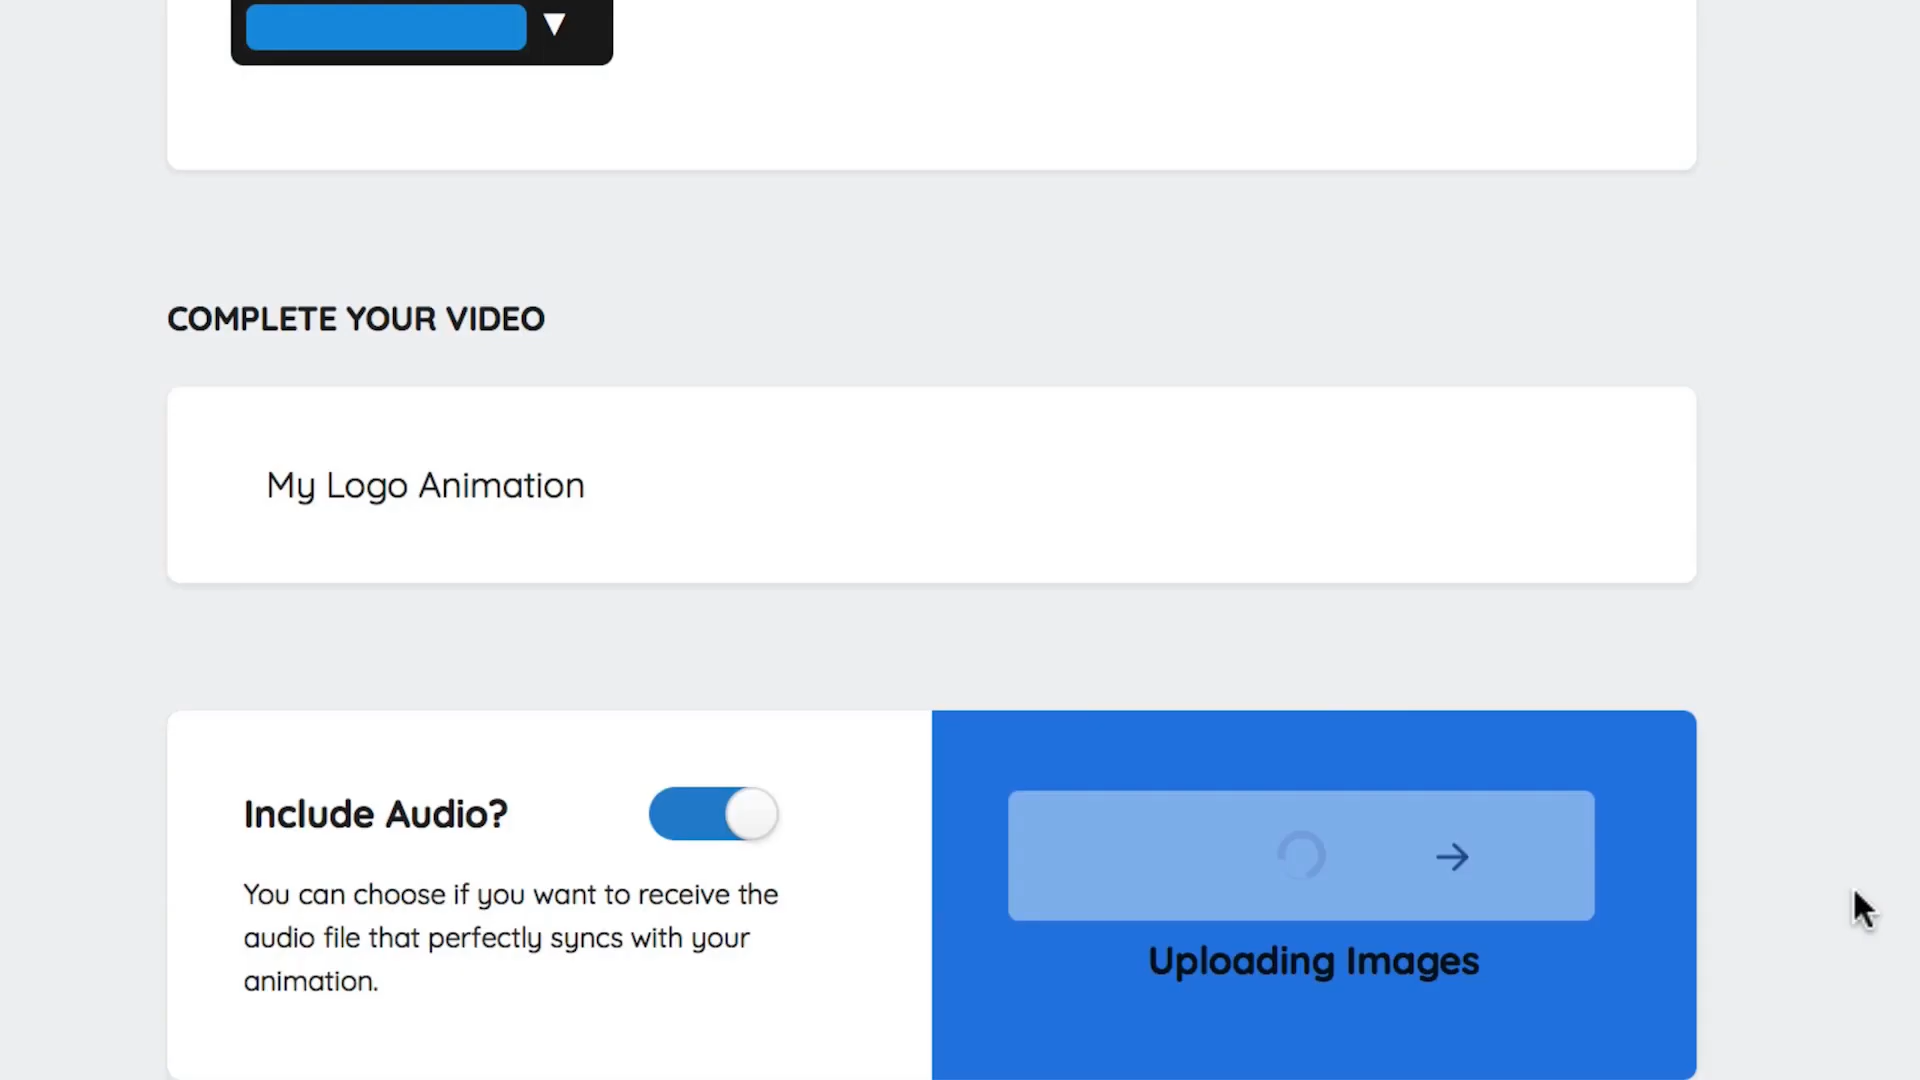 COMPLETE YOUR VIDEO
My Logo Animation
Include Audio?
You can choose if you want to receive the
audio file that perfectly syncs with your
animation.
Uploading Images